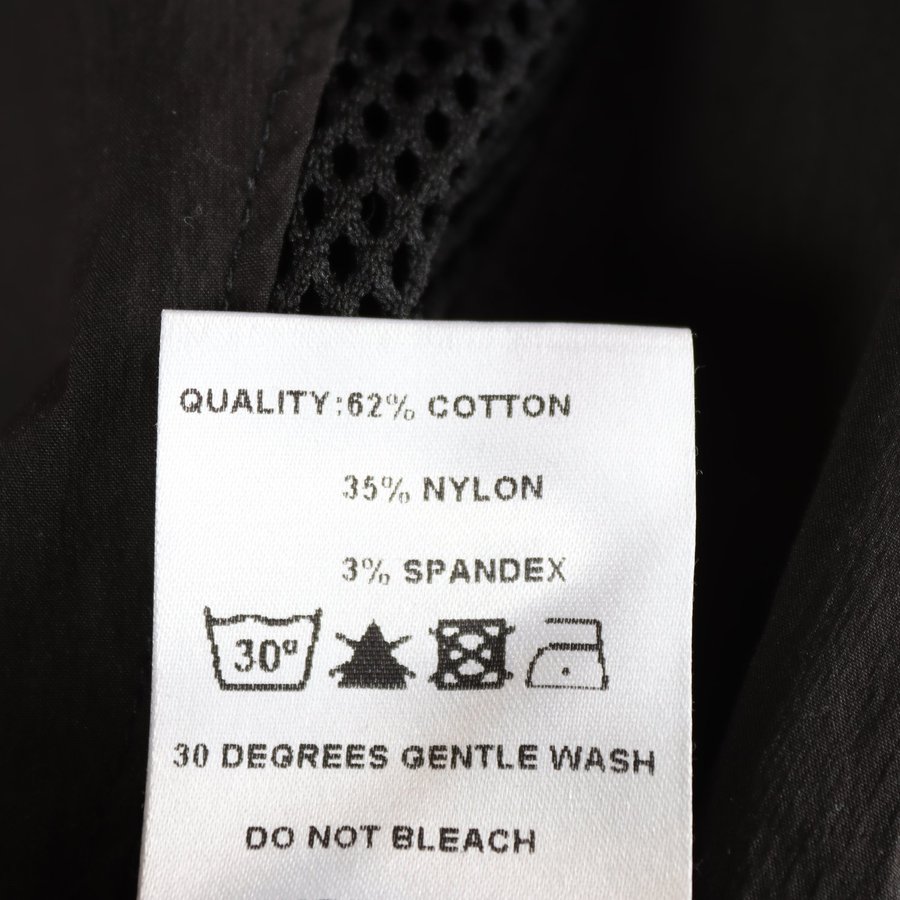 QUALITY:62% COTTON
35% NYLON
3% SPANDEX
30°
30 DEGREES GENTLE WASH
DO NOT BLEACH